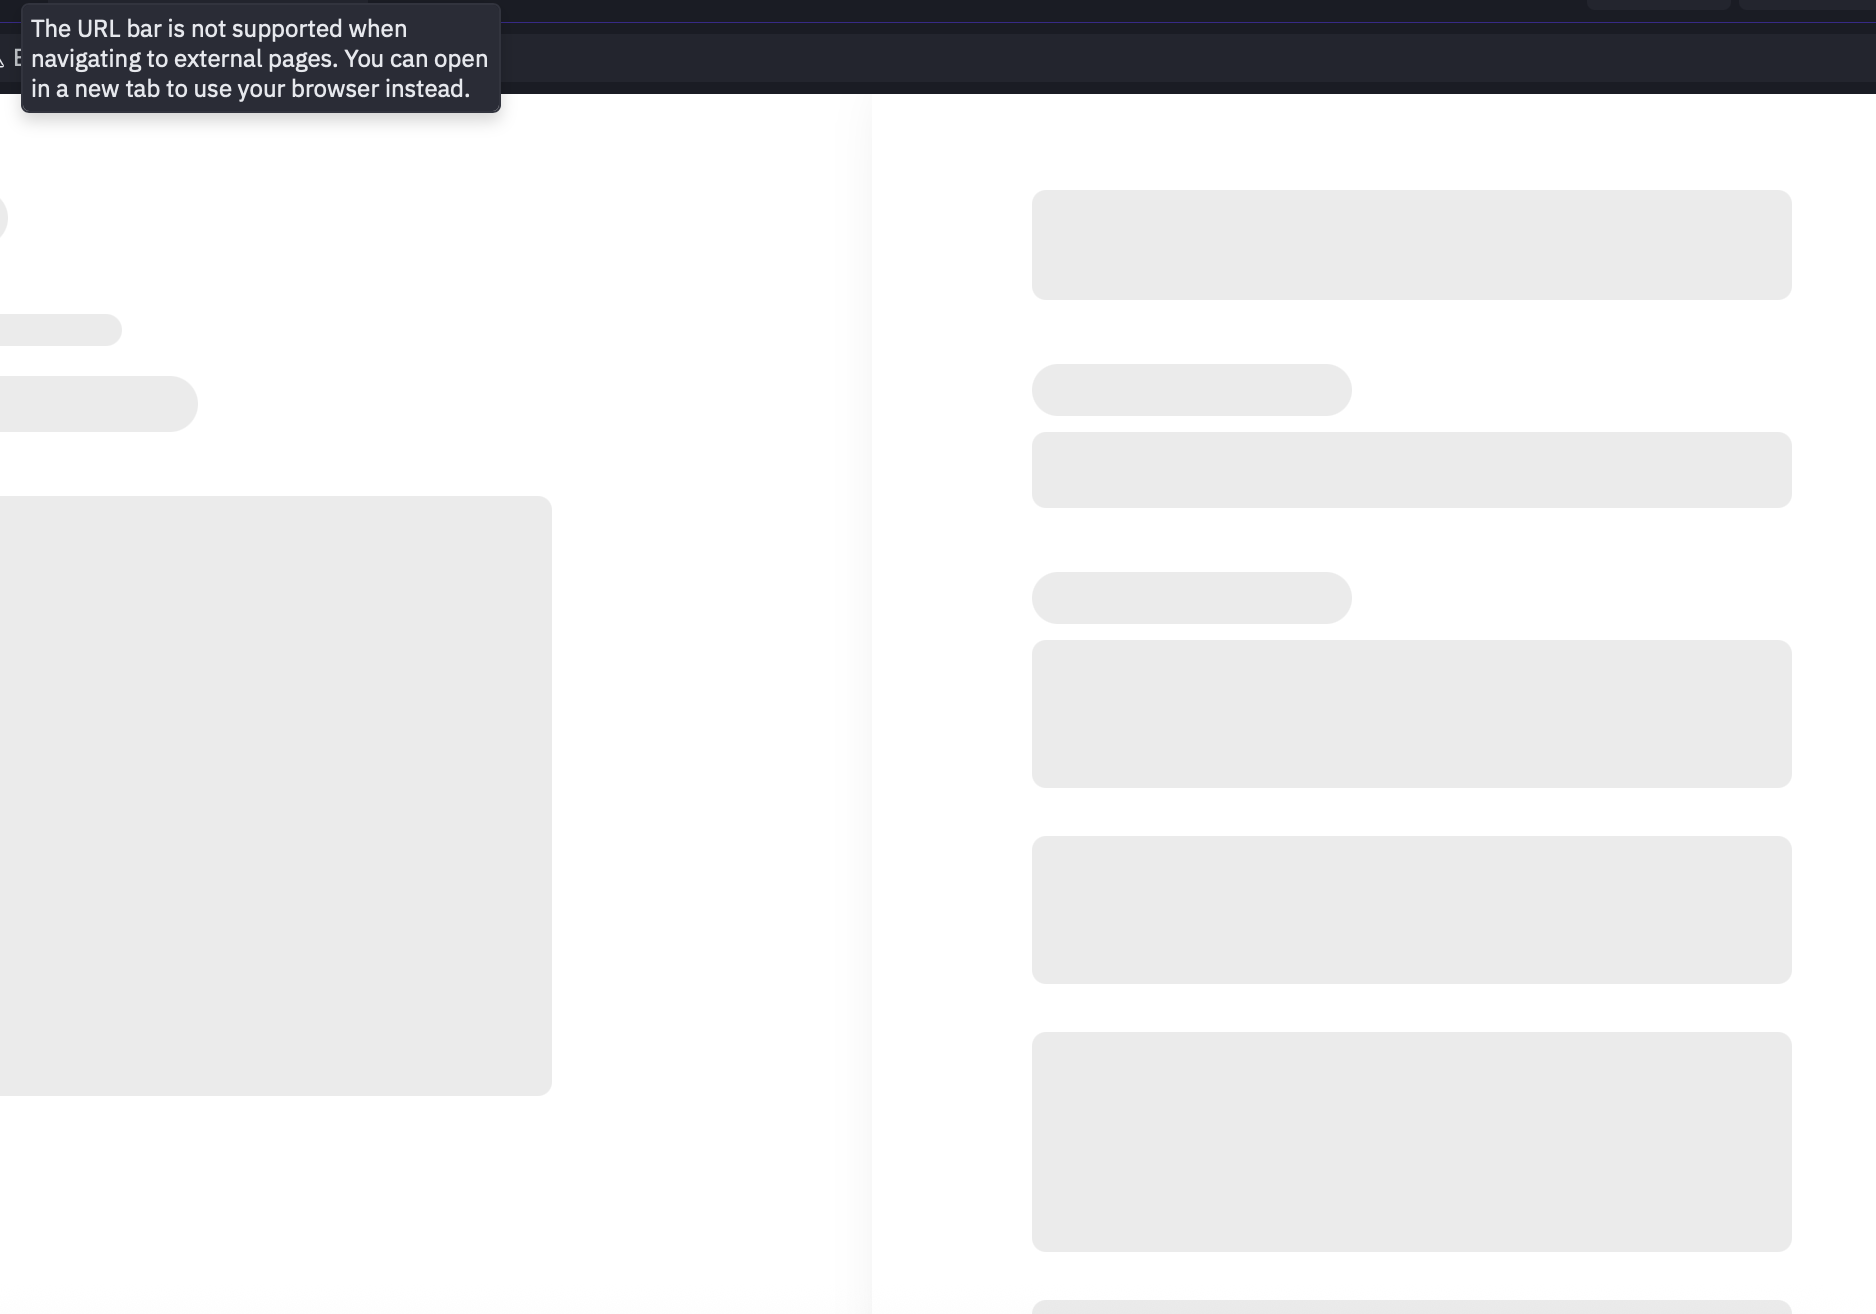 The URL bar is not supported when
navigating to external pages. You can open
in a new tab to use your browser instead.